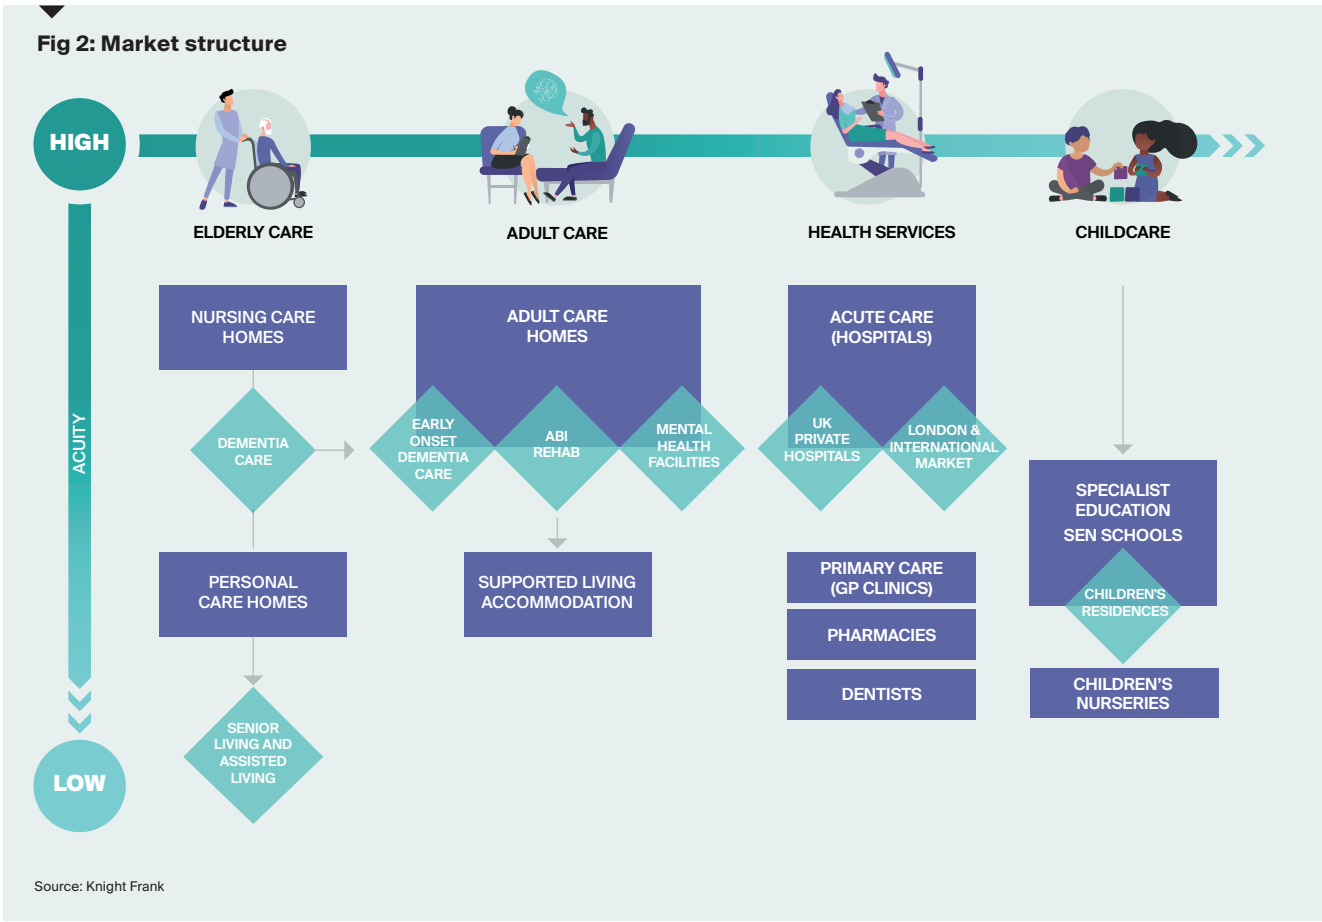 Fig 2: Market structure
HIGH
ACUITY
LOW
ELDERLY CARE
NURSING CARE
HOMES
DEMENTIA
CARE
PERSONAL
CARE HOMES
SENIOR
LIVING AND
ASSISTED
LIVING
ADULT CARE
ADULT CARE
HOMES
EARLY
ONSET
DEMENTIA
CARE
ABI
REHAB
MENTAL
HEALTH
FACILITIES
SUPPORTED LIVING
ACCOMMODATION
HEALTH SERVICES
ACUTE CARE
(HOSPITALS)
UK
PRIVATE
HOSPITALS
LONDON &
INTERNATIONAL
MARKET
PRIMARY CARE
(GP CLINICS)
PHARMACIES
DENTISTS
CHILDCARE
SPECIALIST
EDUCATION
SEN SCHOOLS
CHILDREN'S
RESIDENCES
CHILDREN’S
NURSERIES
Source: Knight Frank